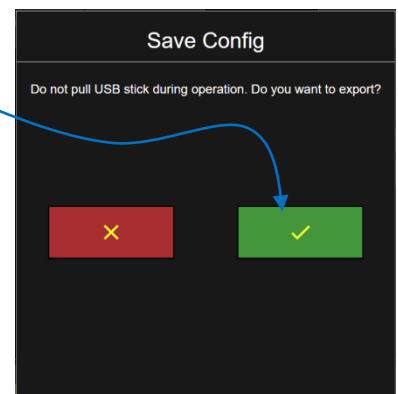 Save Config
Do not pull USB stick during operation. Do you want to export?